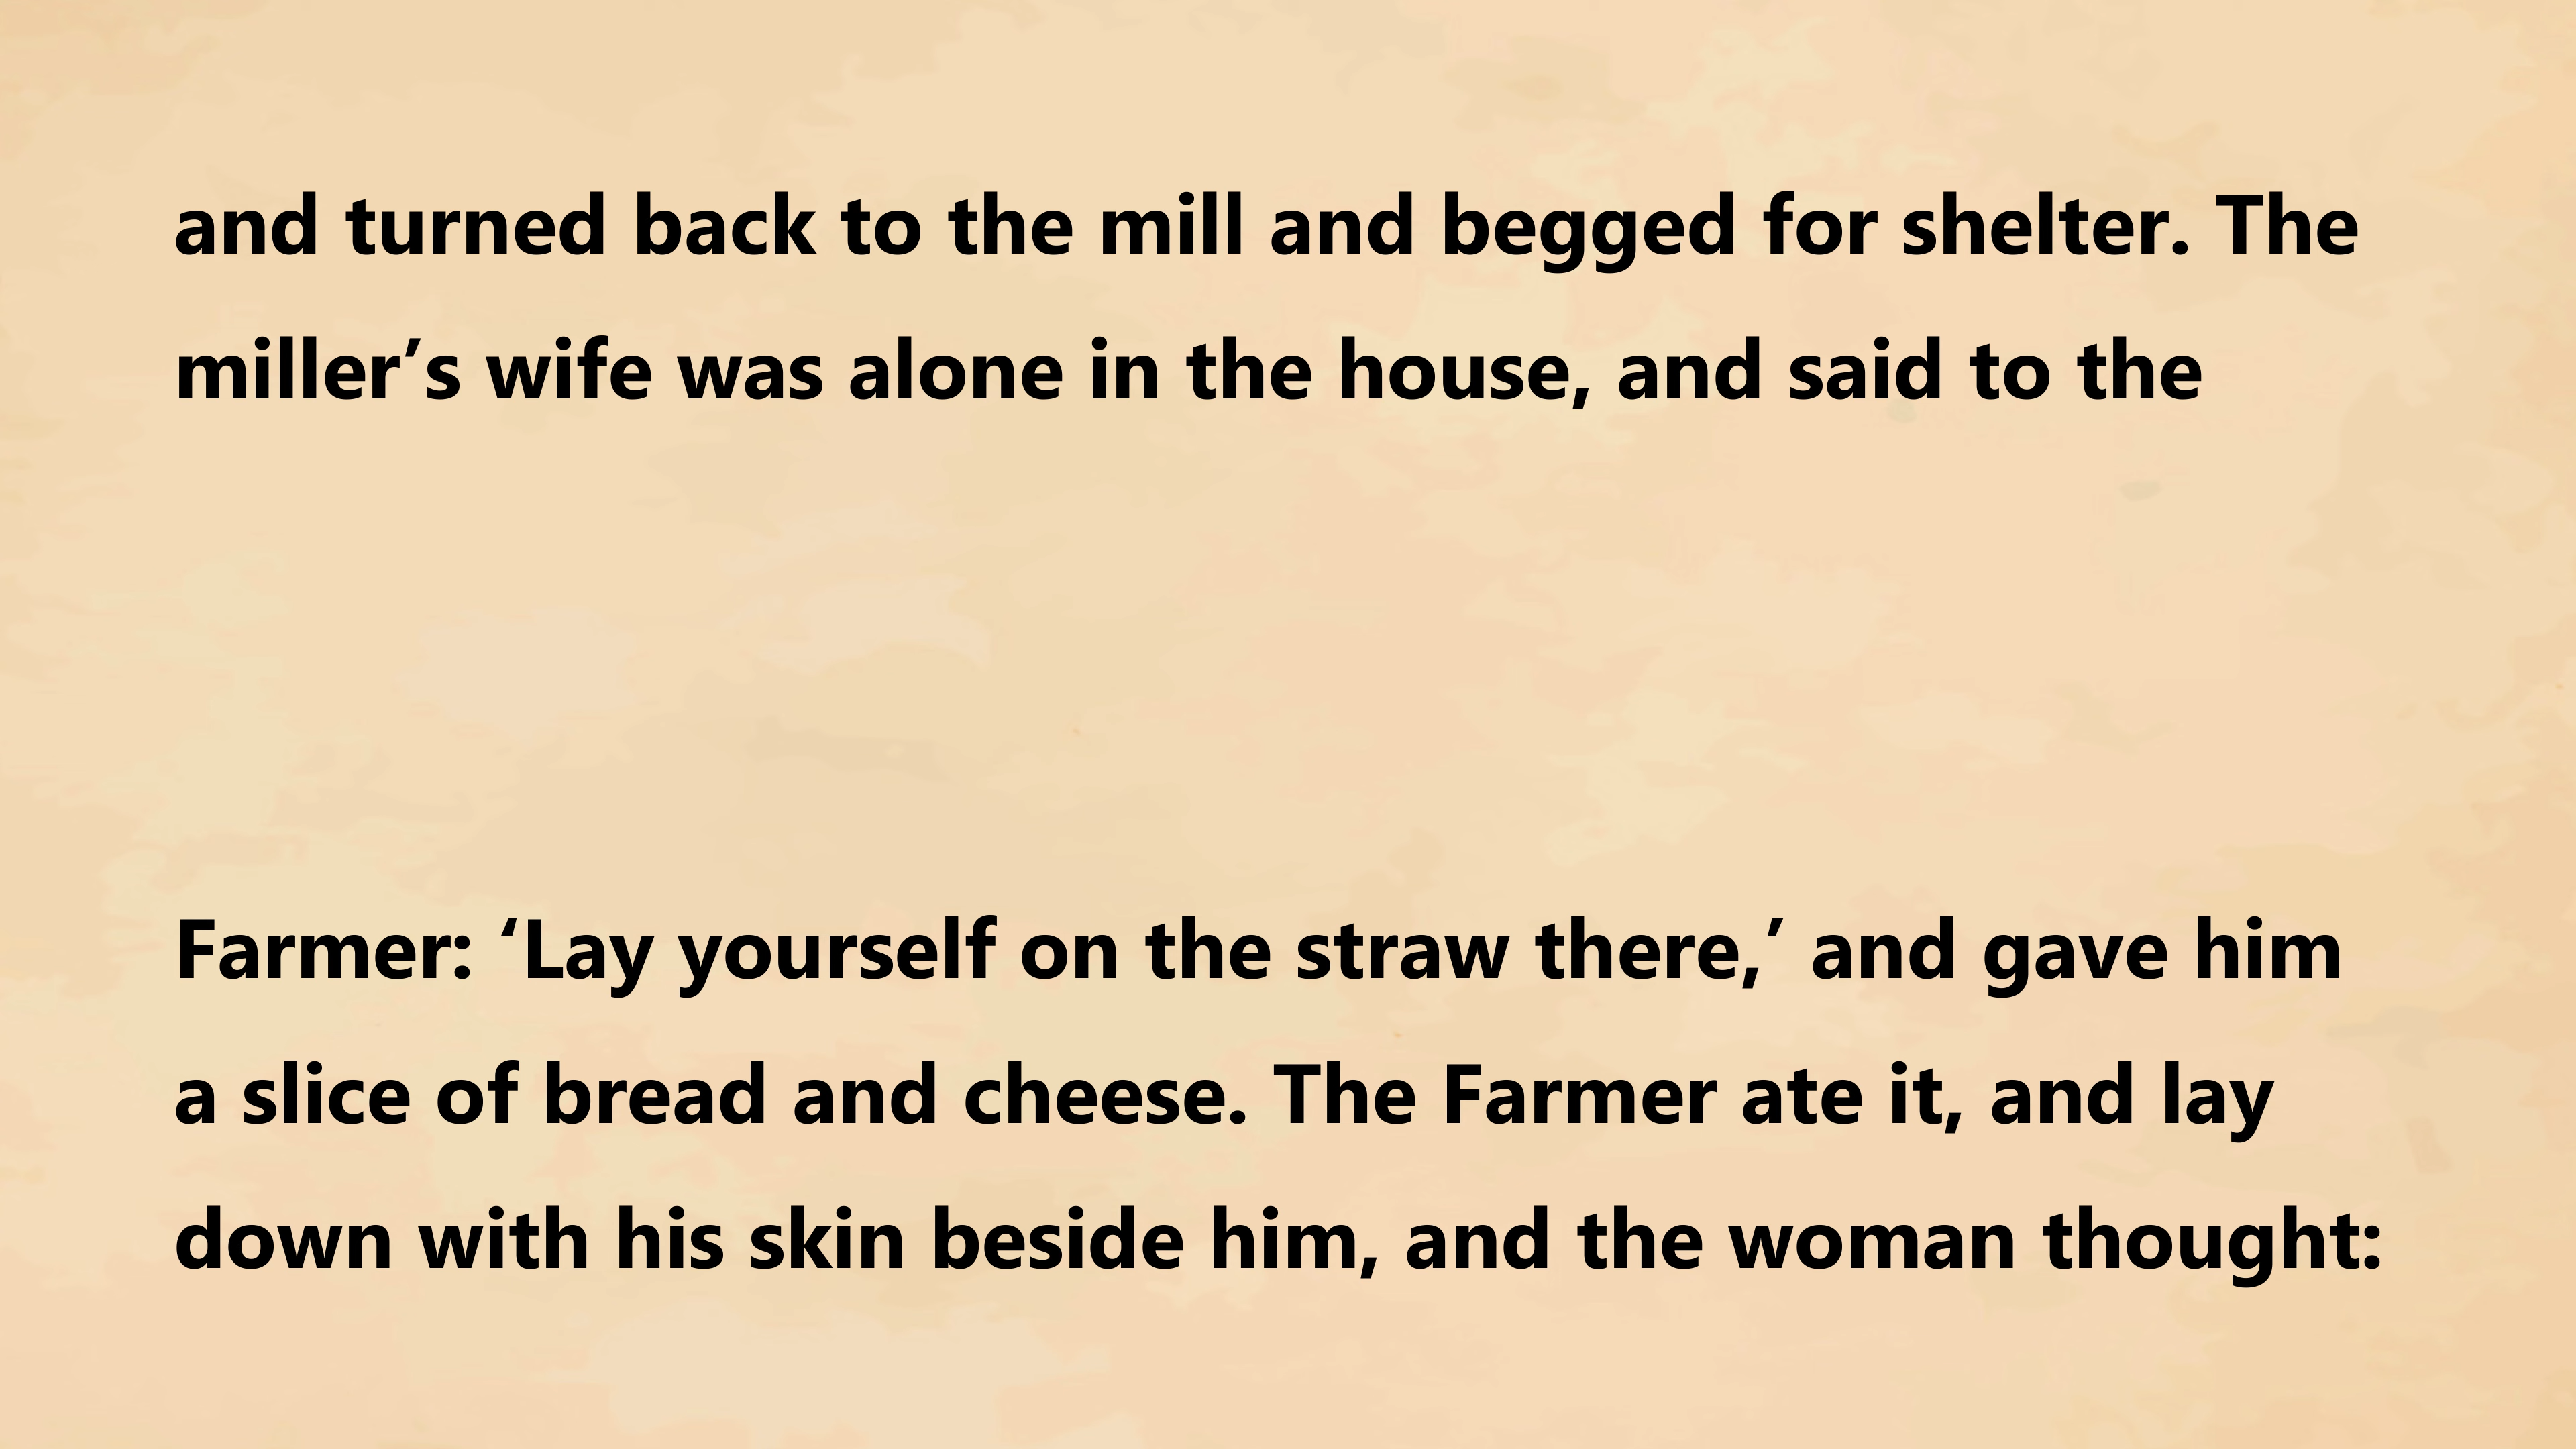 and turned back to the mill and begged for shelter. The
miller’s wife was alone in the house, and said to the
Farmer: ‘Lay yourself on the straw there,’ and gave him
a slice of bread and cheese. The Farmer ate it, and lay
down with his skin beside him, and the woman thought: